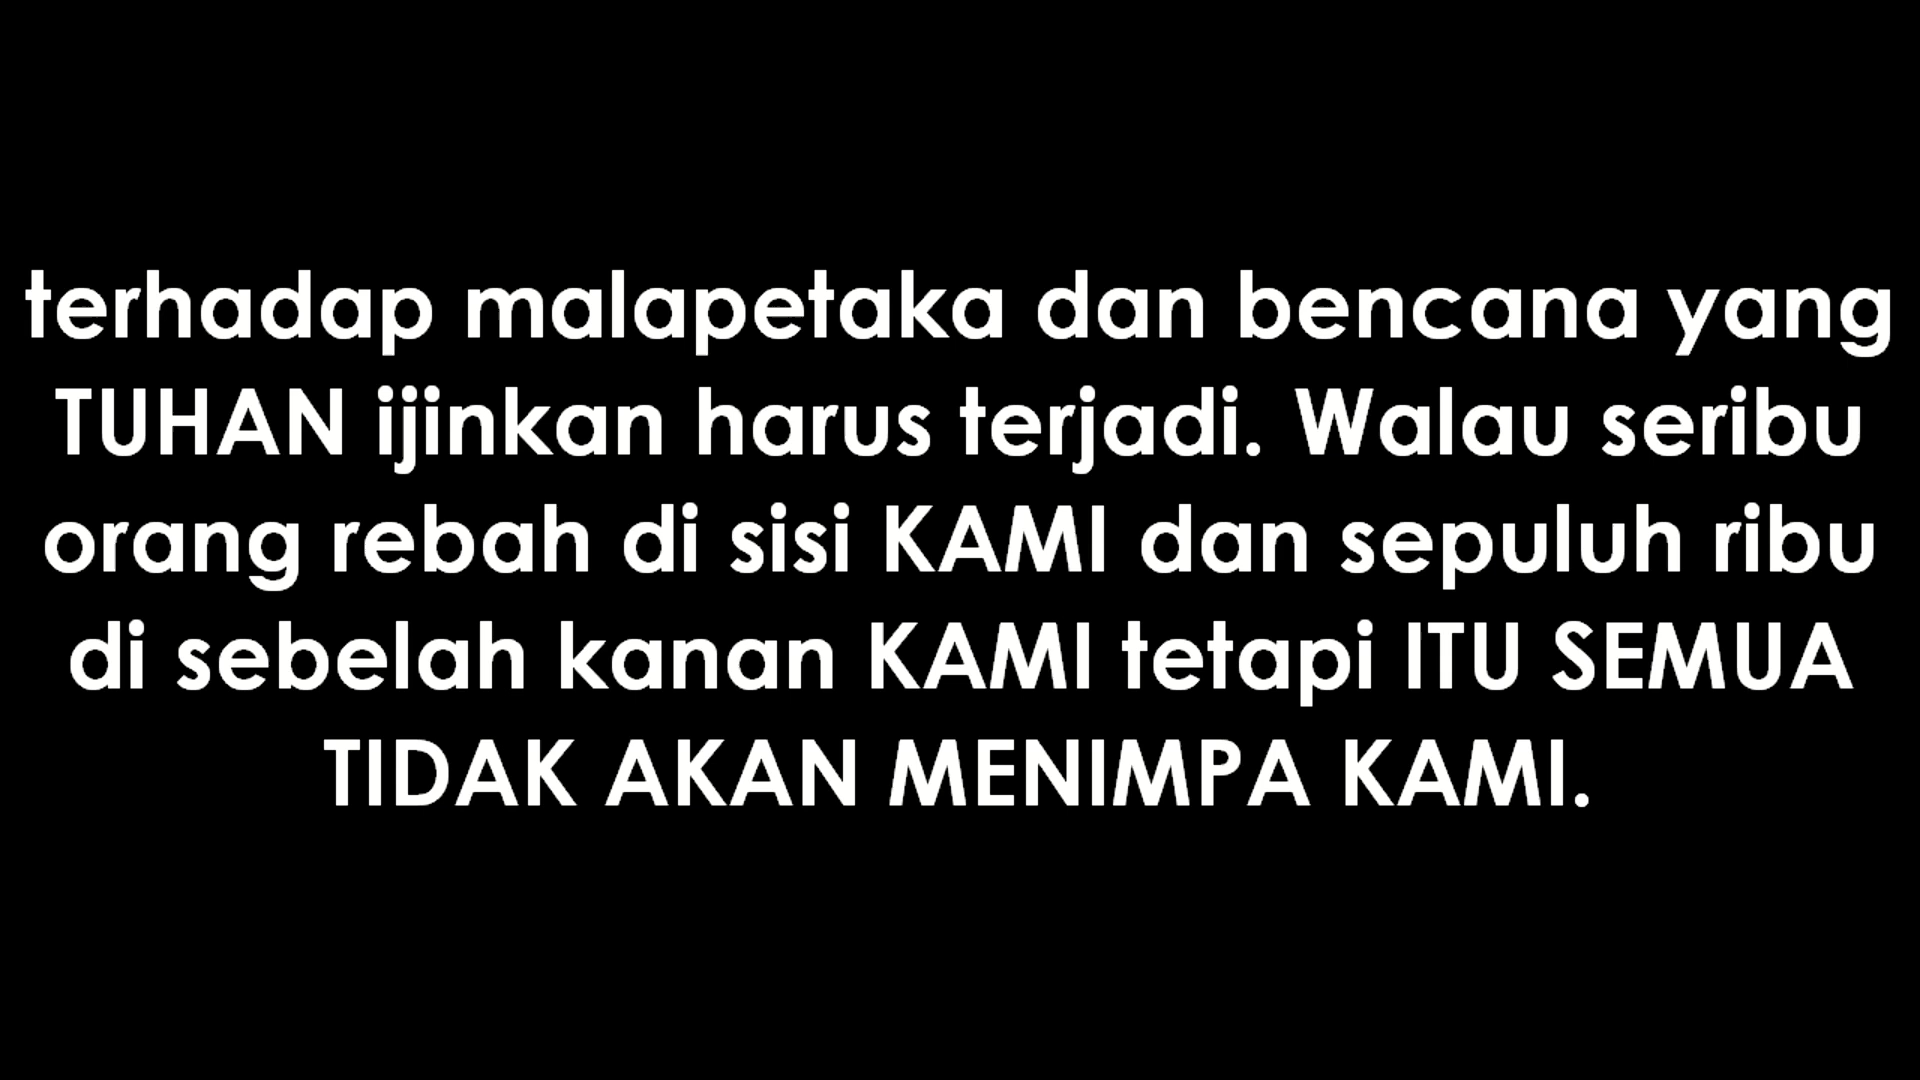 terhadap malapetaka dan bencana yang
TUHAN ijinkan harus terjadi. Walau seribu
orang rebah di sisi KAMI dan sepuluh ribu
di sebelah kanan KAMI tetapi ITU SEMUA
TIDAK AKAN MENIMPA KAMI.